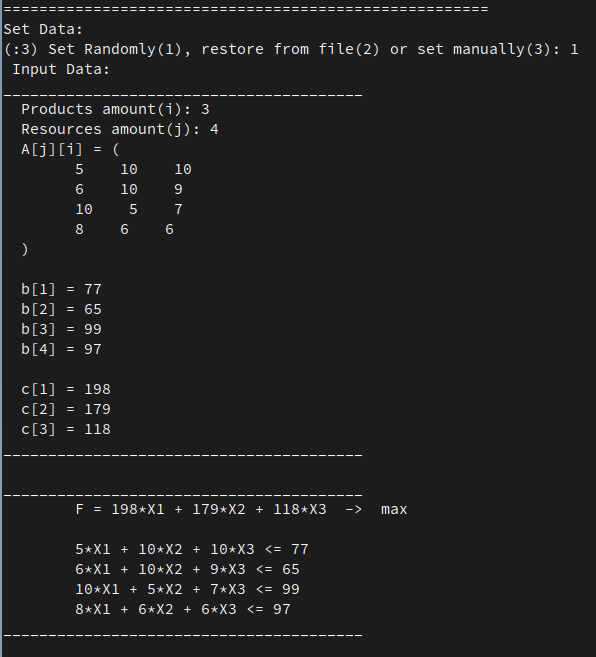 ======================================================
Set Data:
(:3) Set Randomly(1), restore from file(2) or set manually(3): 1
Input Data:
________________________________________
Products amount(i): 3
Resources amount(j): 4
A[j][i] = (
5 10 10
6 10 9
10 5 7
8 6 6
)
b[1] = 77
b[2] = 65
b[3] = 99
b[4] = 97
c[1] = 198
c[2] = 179
c[3] = 118
________________________________________
________________________________________
F = 198*X1 + 179*X2 + 118*X3 -> max
5*X1 + 10*X2 + 10*X3 <= 77
6*X1 + 10*X2 + 9*X3 <= 65
10*X1 + 5*X2 + 7*X3 <= 99
8*X1 + 6*X2 + 6*X3 <= 97
________________________________________